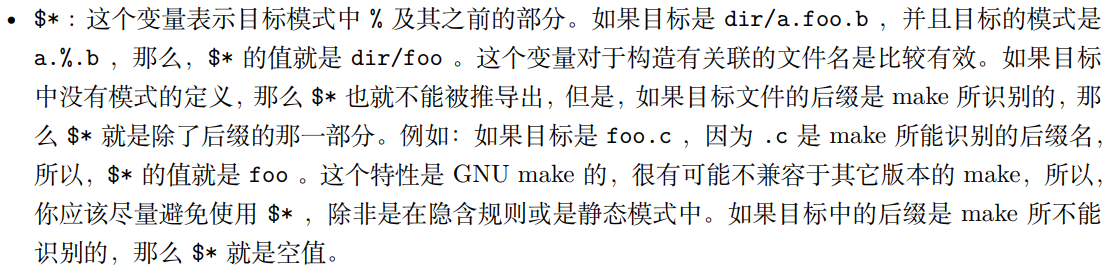 • $* : 这个变量表示目标模式中 % 及其之前的部分。如果目标是 dir/a.foo.b ，并且目标的模式是
a.%.b ，那么，$* 的值就是 dir/foo 。这个变量对于构造有关联的文件名是比较有效。如果目标
中没有模式的定义，那么 $* 也就不能被推导出，但是，如果目标文件的后缀是 make 所识别的，那
么 $* 就是除了后缀的那一部分。例如：如果目标是 foo.c ，因为 .c 是 make 所能识别的后缀名，
所以，$* 的值就是 foo 。这个特性是 GNU make 的，很有可能不兼容于其它版本的 make，所以，
你应该尽量避免使用 $* ，除非是在隐含规则或是静态模式中。如果目标中的后缀是 make 所不能
识别的，那么 $* 就是空值。